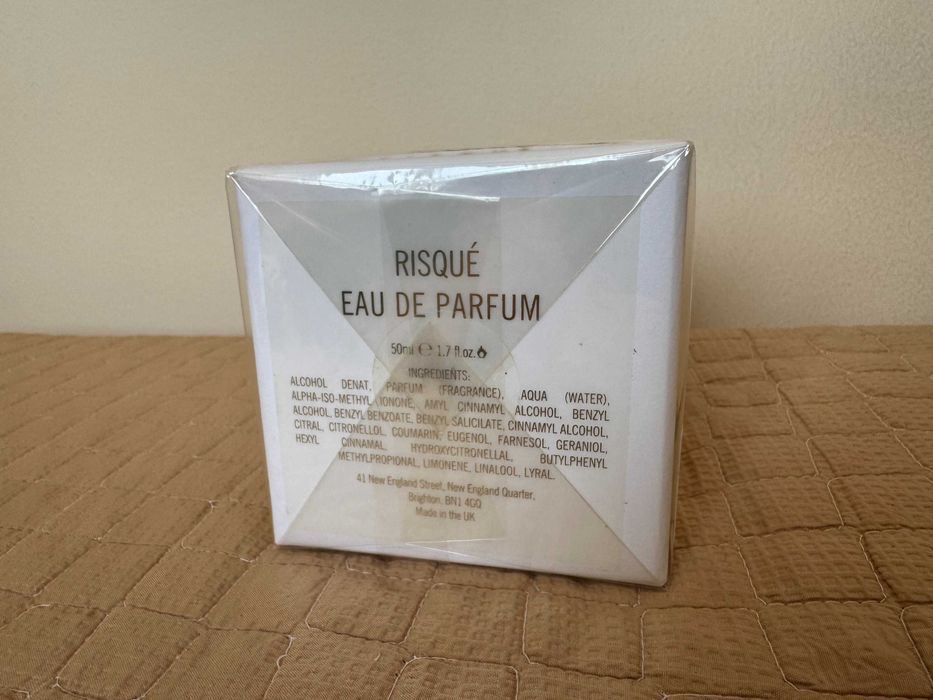 RISQUÉ
EAU DE PARFUM
50ml ℮ 1.7 fl.oz.
INGREDIENTS:
ALCOHOL DENAT, PARFUM (FRAGRANCE), AQUA (WATER),
ALPHA-ISO-METHYL IONONE, AMYL CINNAMYL ALCOHOL, BENZYL
ALCOHOL, BENZYL BENZOATE, BENZYL SALICILATE, CINNAMYL ALCOHOL,
CITRAL, CITRONELLOL, COUMARIN, EUGENOL, FARNESOL, GERANIOL,
HEXYL CINNAMAL, HYDROXYCITRONELLAL, BUTYLPHENYL
METHYLPROPIONAL, LIMONENE, LINALOOL, LYRAL.
41 New England Street, New England Quarter,
Brighton, BN1 4GQ
Made in the UK